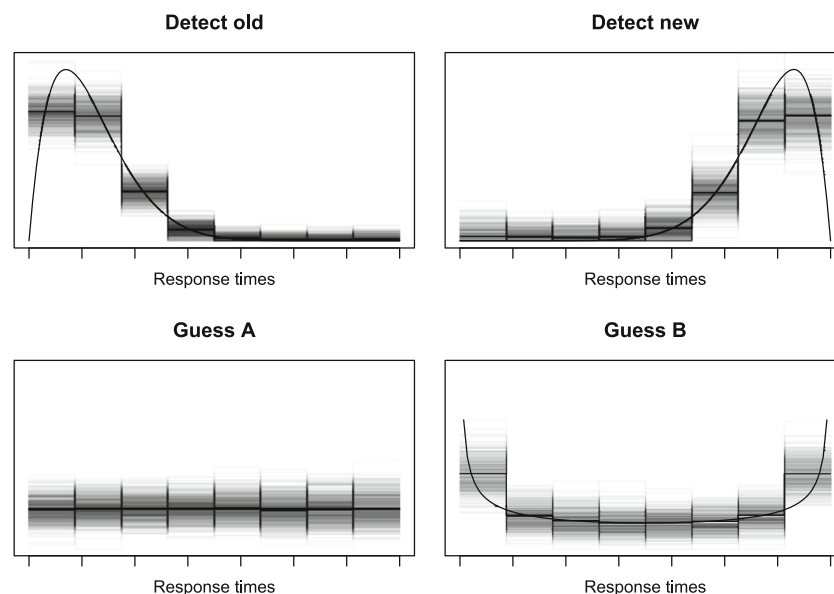 Detect old
Detect new
Response times
Response times
Guess A
Guess B
Response times
Response times